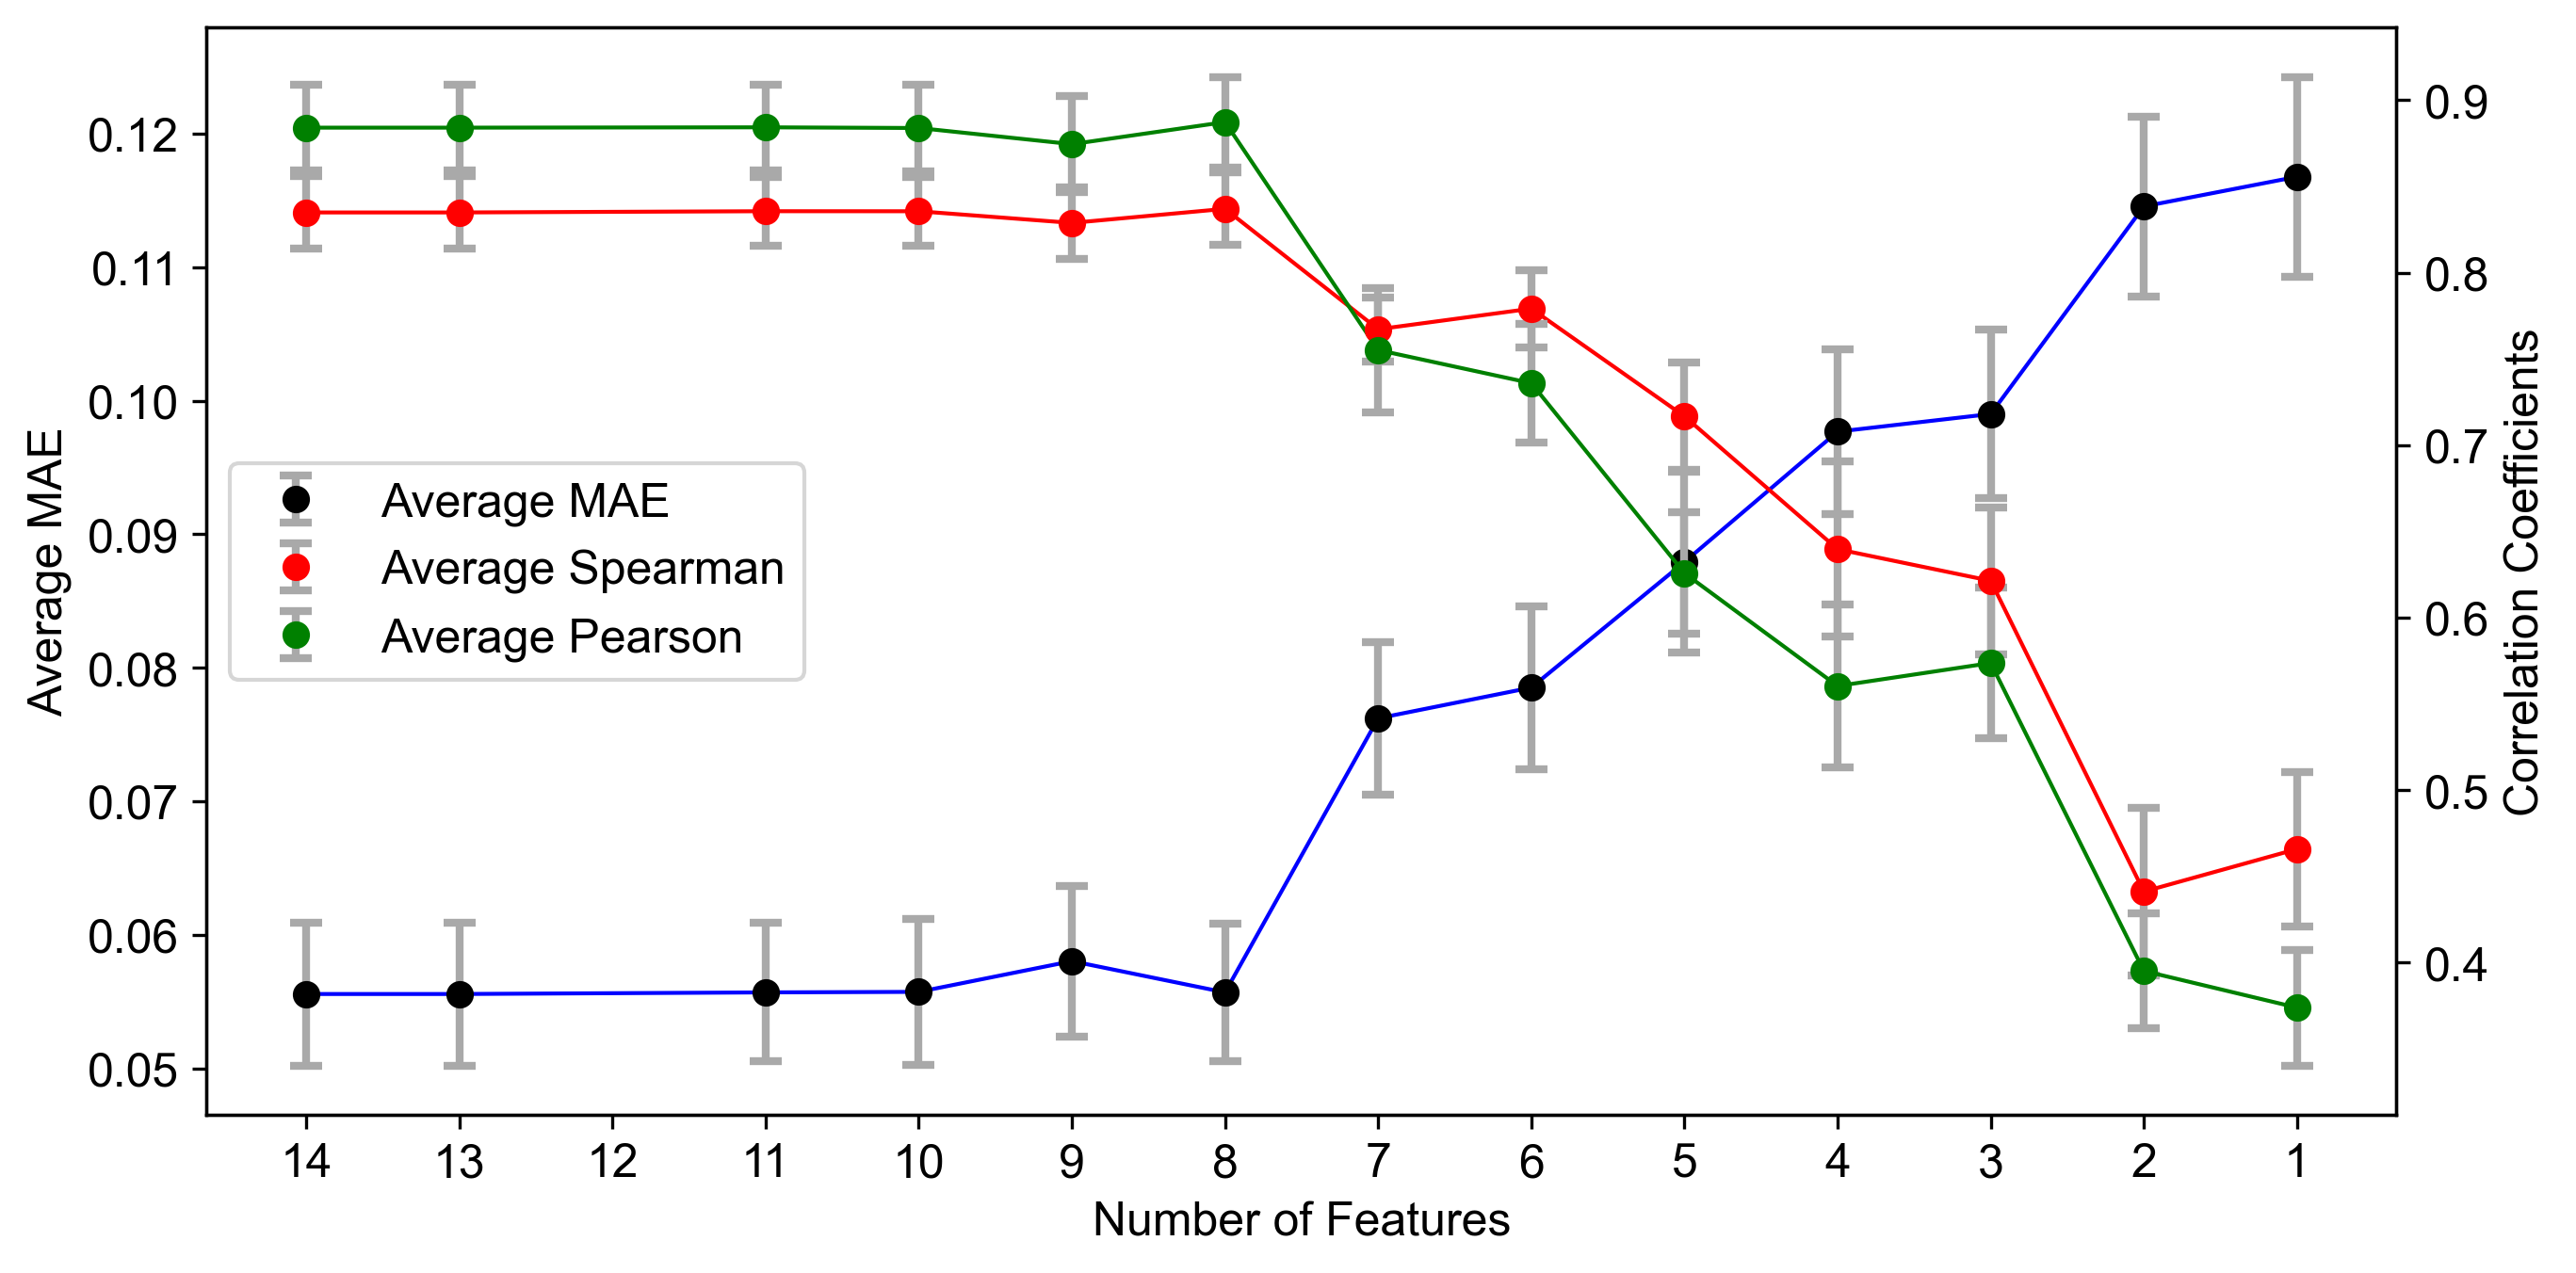 Average MAE
0.12
0.11
0.10
0.09
0.08
0.07
0.06
0.05
Average MAE
Average Spearman
Average Pearson
0.9
0.8
0.7
0.6
0.5
0.4
Correlation Coefficients
14 13 12 11 10 9 8 7 6 5 4 3 2 1
Number of Features